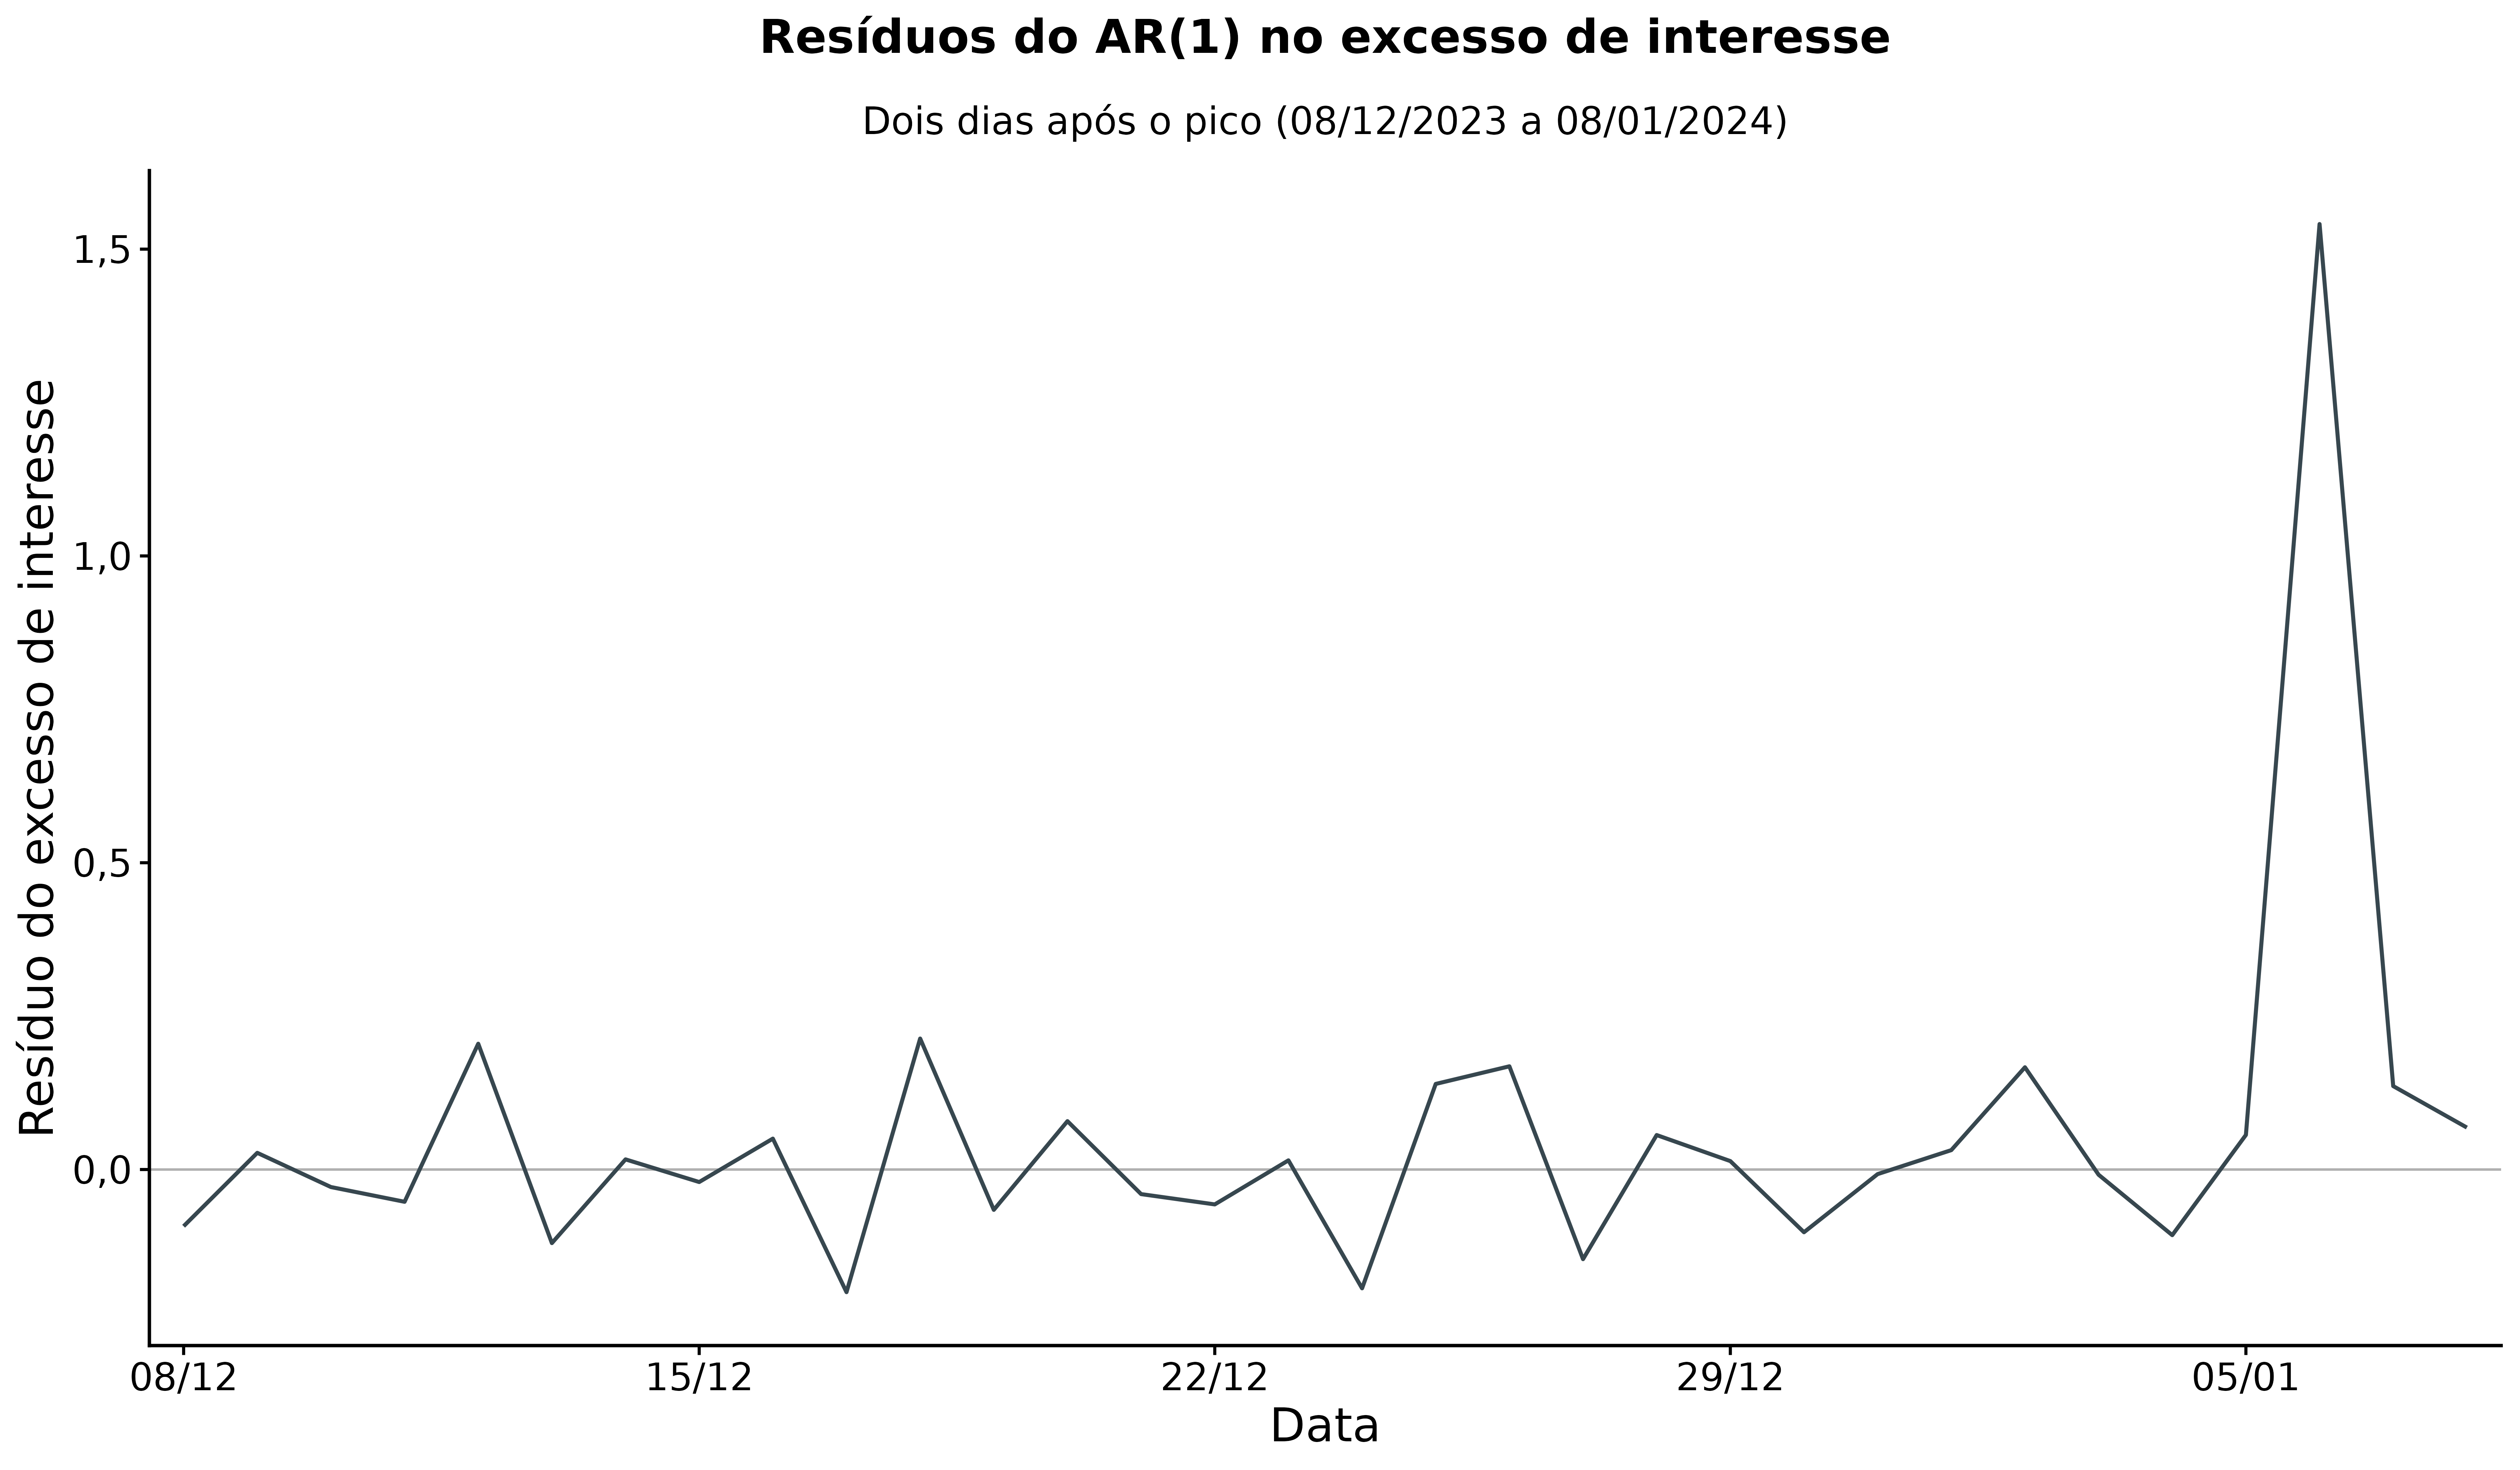 Resíduos do AR(1) no excesso de interesse
Dois dias após o pico (08/12/2023 a 08/01/2024)
Resíduo do excesso de interesse
1,5
1,0
0,5
0,0
08/12 15/12 22/12 29/12 05/01
Data